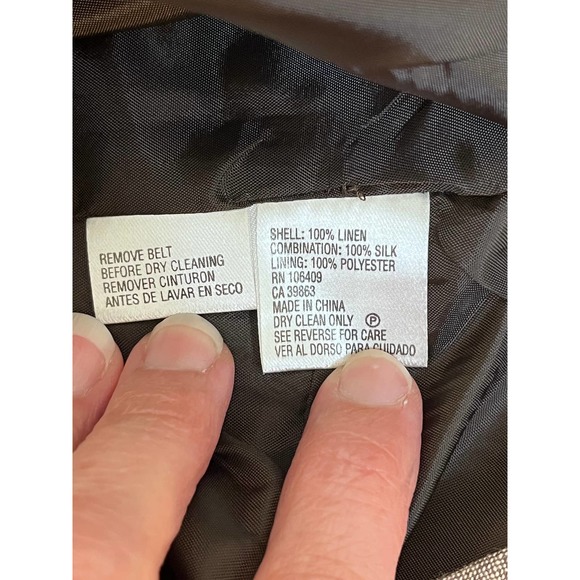 REMOVE BELT
BEFORE DRY CLEANING
REMOVER CINTURON
ANTES DE LAVAR EN SECO
SHELL: 100% LINEN
COMBINATION: 100% SILK
LINING: 100% POLYESTER
RN 106409
CA 39863
MADE IN CHINA
DRY CLEAN ONLY Ⓟ
SEE REVERSE FOR CARE
VER AL DORSO PARA CUIDADO